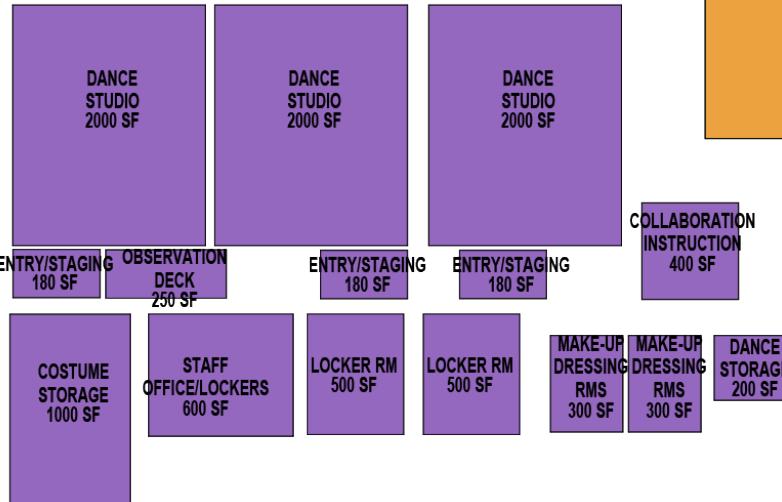 DANCE
STUDIO
2000 SF
DANCE
STUDIO
2000 SF
DANCE
STUDIO
2000 SF
COLLABORATION
INSTRUCTION
400 SF
ENTRY/STAGING
180 SF
OBSERVATION
DECK
250 SF
ENTRY/STAGING
180 SF
ENTRY/STAGING
180 SF
COSTUME
STORAGE
1000 SF
STAFF
OFFICE/LOCKERS
600 SF
LOCKER RM
500 SF
LOCKER RM
500 SF
MAKE-UP
DRESSING
RMS
300 SF
MAKE-UP
DRESSING
RMS
300 SF
DANCE
STORAGE
200 SF